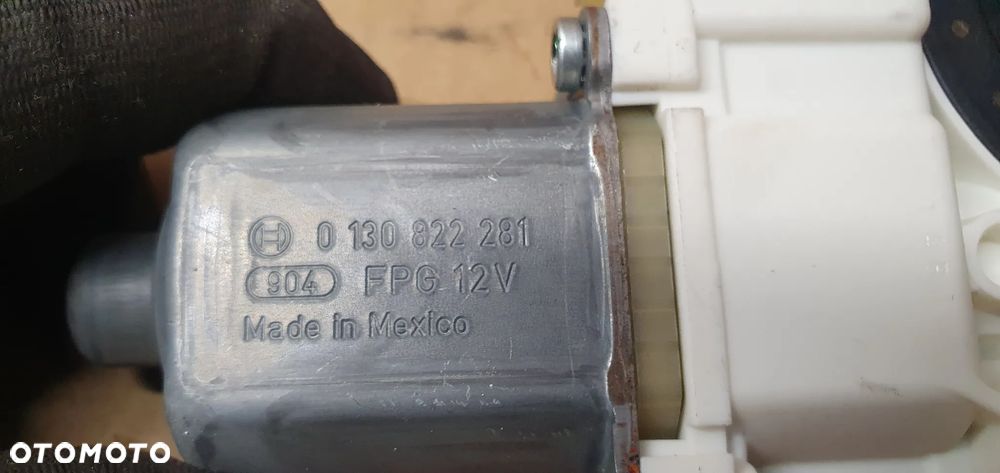 0 130 822 281
904 FPG 12V
Made in Mexico
OTOMOTO